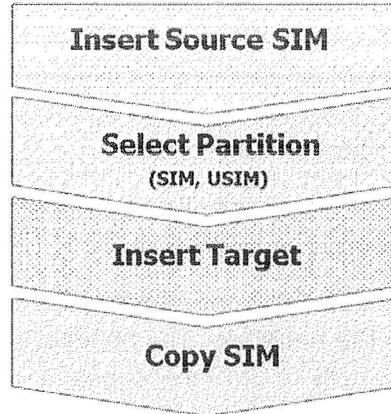 Insert Source SIM
Select Partition
(SIM, USIM)
Insert Target
Copy SIM